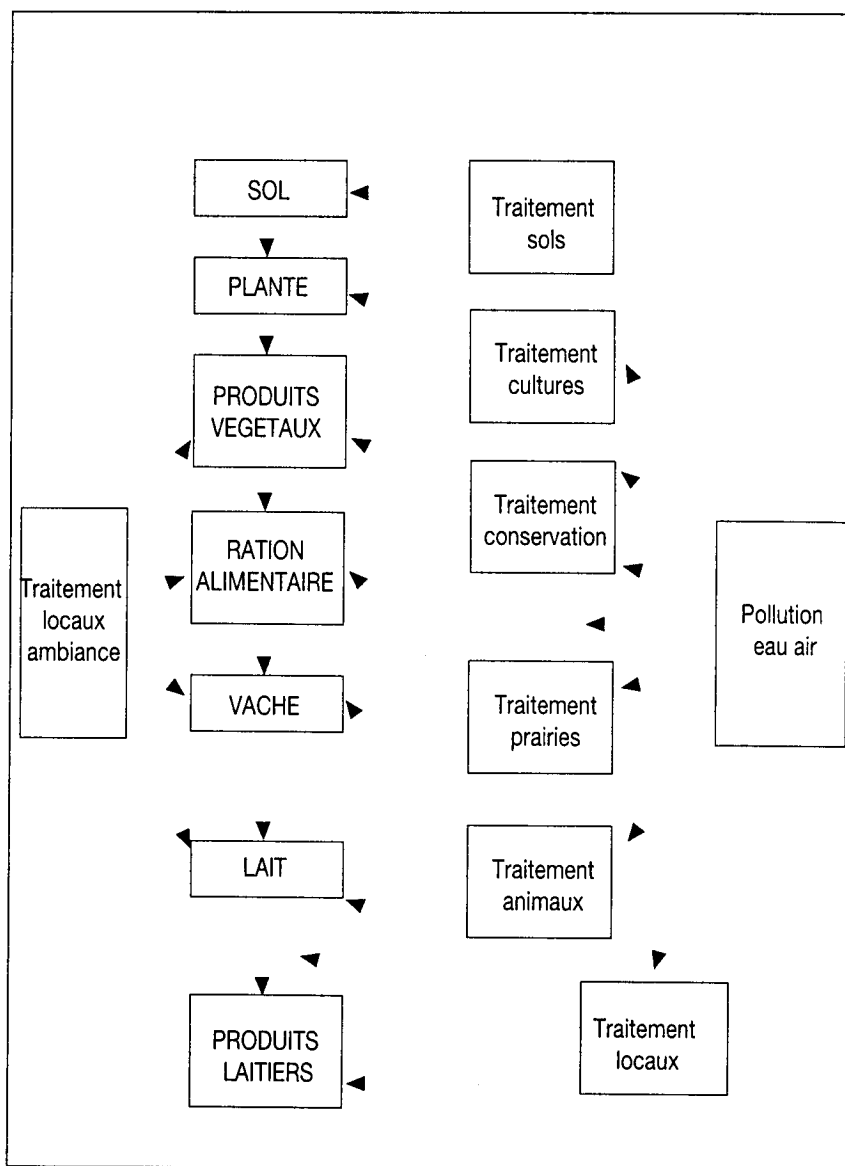 SOL
PLANTE
PRODUITS
VEGETAUX
RATION
ALIMENTAIRE
VACHE
LAIT
PRODUITS
LAITIERS
Traitement
locaux
ambiance
Traitement
sols
Traitement
cultures
Traitement
conservation
Traitement
prairies
Traitement
animaux
Traitement
locaux
Pollution
eau air